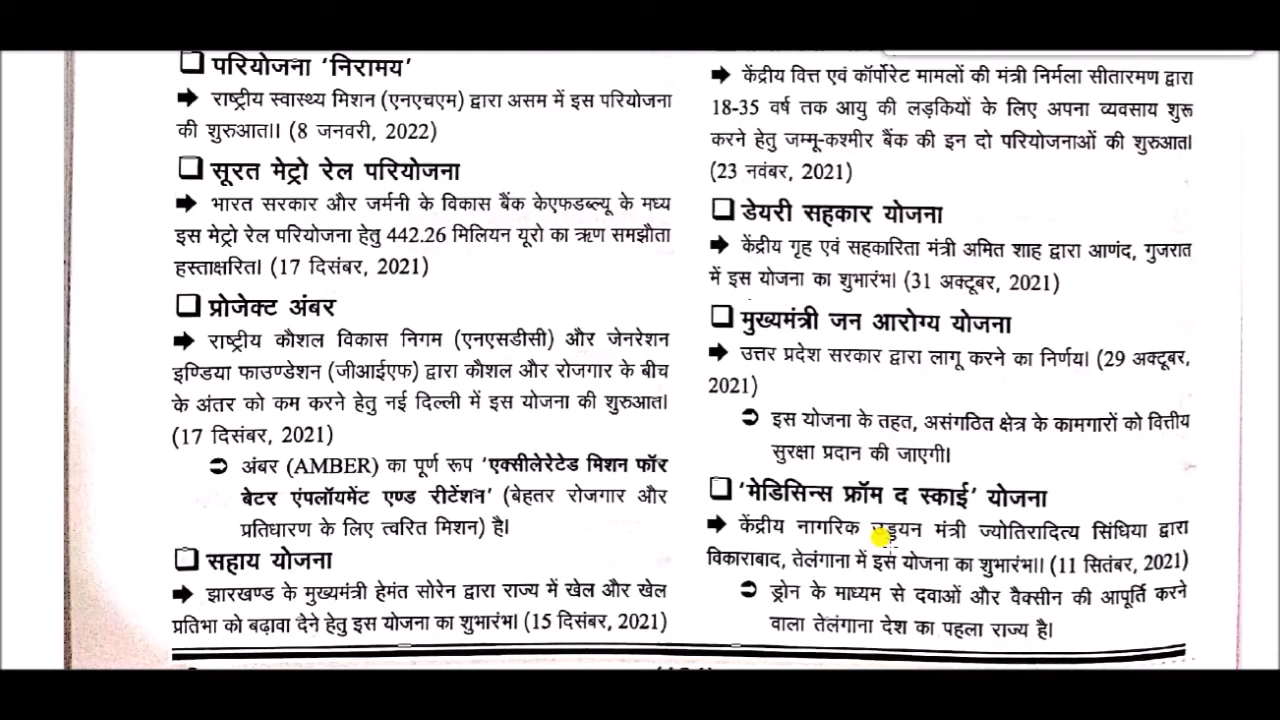 ❑ परियोजना ‘निरामय’
➡ राष्ट्रीय स्वास्थ्य मिशन (एनएचएम) द्वारा असम में इस परियोजना
की शुरुआत।। (8 जनवरी, 2022)
❑ सूरत मेट्रो रेल परियोजना
➡ भारत सरकार और जर्मनी के विकास बैंक केएफडब्ल्यू के मध्य
इस मेट्रो रेल परियोजना हेतु 442.26 मिलियन यूरो का ऋण समझौता
हस्ताक्षरित। (17 दिसंबर, 2021)
❑ प्रोजेक्ट अंबर
➡ राष्ट्रीय कौशल विकास निगम (एनएसडीसी) और जेनरेशन
इण्डिया फाउण्डेशन (जीआईएफ) द्वारा कौशल और रोजगार के बीच
के अंतर को कम करने हेतु नई दिल्ली में इस योजना की शुरुआत।
(17 दिसंबर, 2021)
➲ अंबर (AMBER) का पूर्ण रूप ‘एक्सीलेरेटेड मिशन फॉर
बेटर एंपलॉयमेंट एण्ड रीटेंशन’ (बेहतर रोजगार और
प्रतिधारण के लिए त्वरित मिशन) है।
❑ सहाय योजना
➡ झारखण्ड के मुख्यमंत्री हेमंत सोरेन द्वारा राज्य में खेल और खेल
प्रतिभा को बढ़ावा देने हेतु इस योजना का शुभारंभ। (15 दिसंबर, 2021)
➡ केंद्रीय वित्त एवं कॉर्पोरेट मामलों की मंत्री निर्मला सीतारमण द्वारा
18-35 वर्ष तक आयु की लड़कियों के लिए अपना व्यवसाय शुरू
करने हेतु जम्मू-कश्मीर बैंक की इन दो परियोजनाओं की शुरुआत।
(23 नवंबर, 2021)
❑ डेयरी सहकार योजना
➡ केंद्रीय गृह एवं सहकारिता मंत्री अमित शाह द्वारा आणंद, गुजरात
में इस योजना का शुभारंभ। (31 अक्टूबर, 2021)
❑ मुख्यमंत्री जन आरोग्य योजना
➡ उत्तर प्रदेश सरकार द्वारा लागू करने का निर्णय। (29 अक्टूबर,
2021)
➲ इस योजना के तहत, असंगठित क्षेत्र के कामगारों को वित्तीय
सुरक्षा प्रदान की जाएगी।
❑ ‘मेडिसिन्स फ्रॉम द स्काई’ योजना
➡ केंद्रीय नागरिक उड्डयन मंत्री ज्योतिरादित्य सिंधिया द्वारा
विकाराबाद, तेलंगाना में इस योजना का शुभारंभ।। (11 सितंबर, 2021)
➲ ड्रोन के माध्यम से दवाओं और वैक्सीन की आपूर्ति करने
वाला तेलंगाना देश का पहला राज्य है।